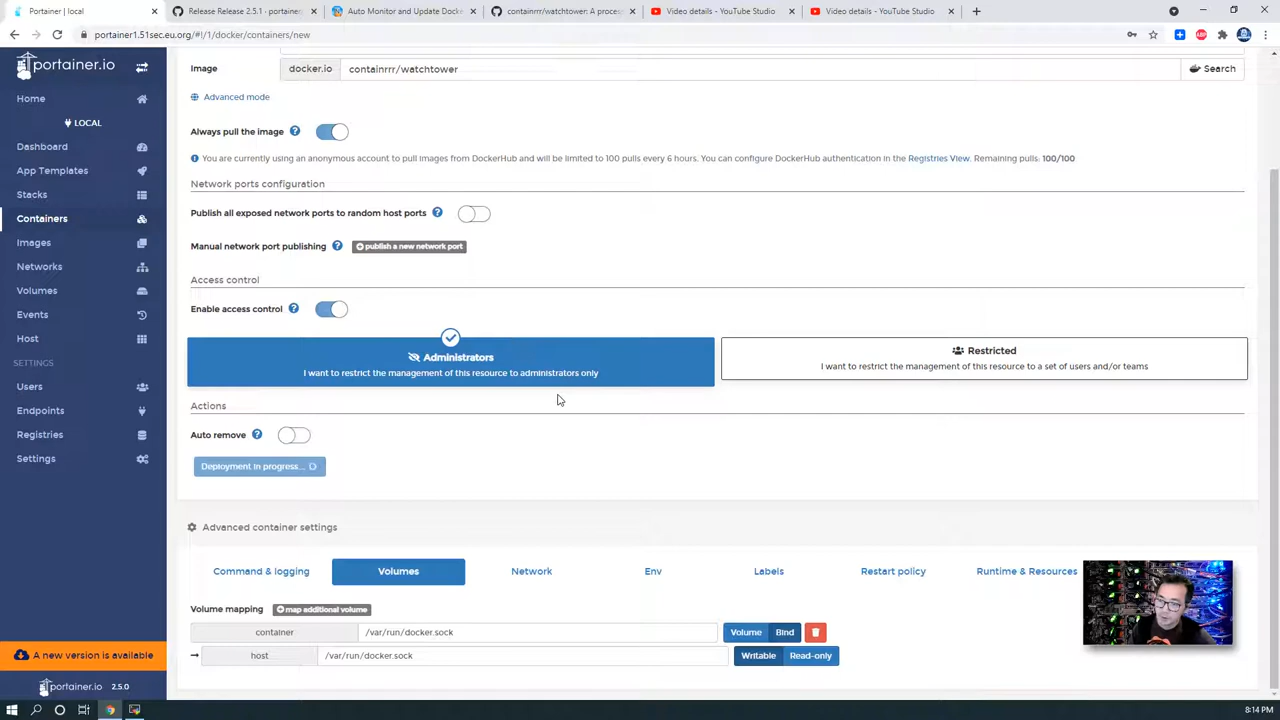 Portainer | local
Release Release 2.5.1 · portainer
Auto Monitor and Update Docke
containrrr/watchtower: A proces
Video details - YouTube Studio
Video details - YouTube Studio
portainer1.51sec.eu.org/#!/1/docker/containers/new
portainer.io
Home
LOCAL
Dashboard
App Templates
Stacks
Containers
Images
Networks
Volumes
Events
Host
SETTINGS
Users
Endpoints
Registries
Settings
A new version is available
portainer.io 2.5.0
Image docker.io containrrr/watchtower Search
Advanced mode
Always pull the image
You are currently using an anonymous account to pull images from DockerHub and will be limited to 100 pulls every 6 hours. You can configure DockerHub authentication in the Registries View. Remaining pulls: 100/100
Network ports configuration
Publish all exposed network ports to random host ports
Manual network port publishing publish a new network port
Access control
Enable access control
Administrators
I want to restrict the management of this resource to administrators only
Restricted
I want to restrict the management of this resource to a set of users and/or teams
Actions
Auto remove
Deployment in progress...
Advanced container settings
Command & logging Volumes Network Env Labels Restart policy Runtime & Resources
Volume mapping map additional volume
container /var/run/docker.sock Volume Bind
host /var/run/docker.sock Writable Read-only
8:14 PM